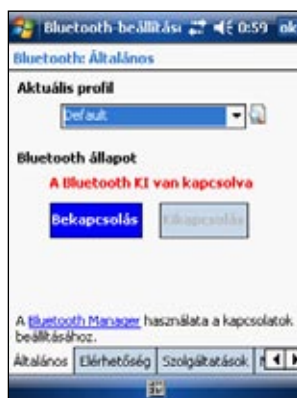 Bluetooth-beállítás 0:59 ok
Bluetooth: Általános
Aktuális profil
Default
Bluetooth állapot
A Bluetooth KI van kapcsolva
Bekapcsolás Kikapcsolás
A Bluetooth Manager használata a kapcsolatok
beállításához.
Általános Elérhetőség Szolgáltatások